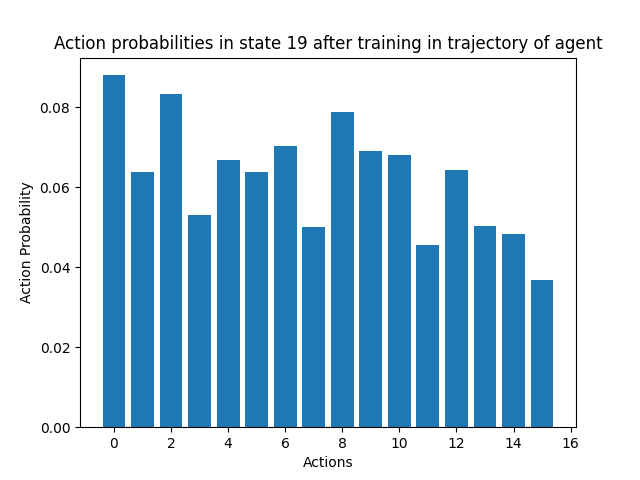 Action probabilities in state 19 after training in trajectory of agent
Action Probability
0.08
0.06
0.04
0.02
0.00
0 2 4 6 8 10 12 14 16
Actions